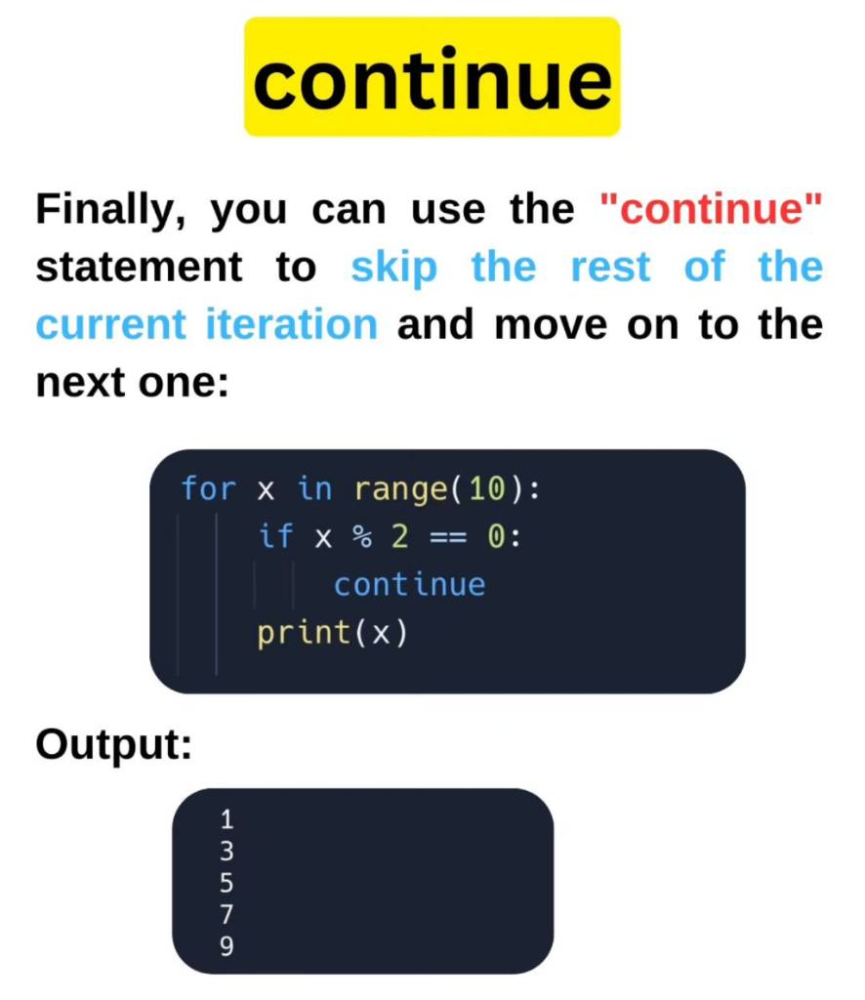 continue
Finally, you can use the "continue"
statement to skip the rest of the
current iteration and move on to the
next one:
for x in range(10):
    if x % 2 == 0:
        continue
    print(x)
Output:
1
3
5
7
9